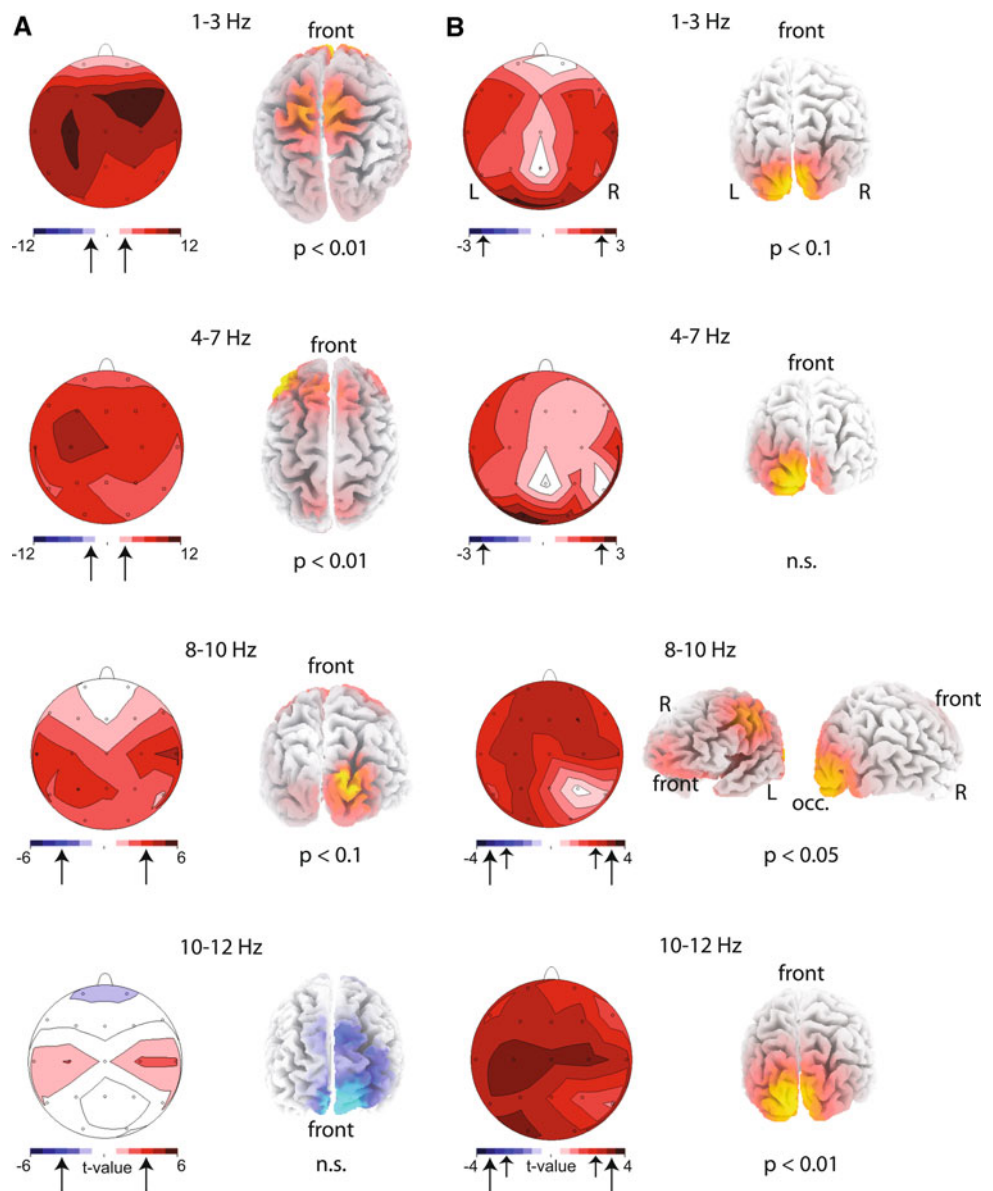 A
1-3 Hz
front
-12
12
p < 0.01
B
1-3 Hz
front
L
R
L
R
-3
3
p < 0.1
4-7 Hz
front
-12
12
p < 0.01
4-7 Hz
front
-3
3
n.s.
8-10 Hz
front
-6
6
p < 0.1
8-10 Hz
R
front
front
L
occ.
R
-4
4
p < 0.05
10-12 Hz
front
-6
t-value
6
n.s.
10-12 Hz
front
-4
t-value
4
p < 0.01